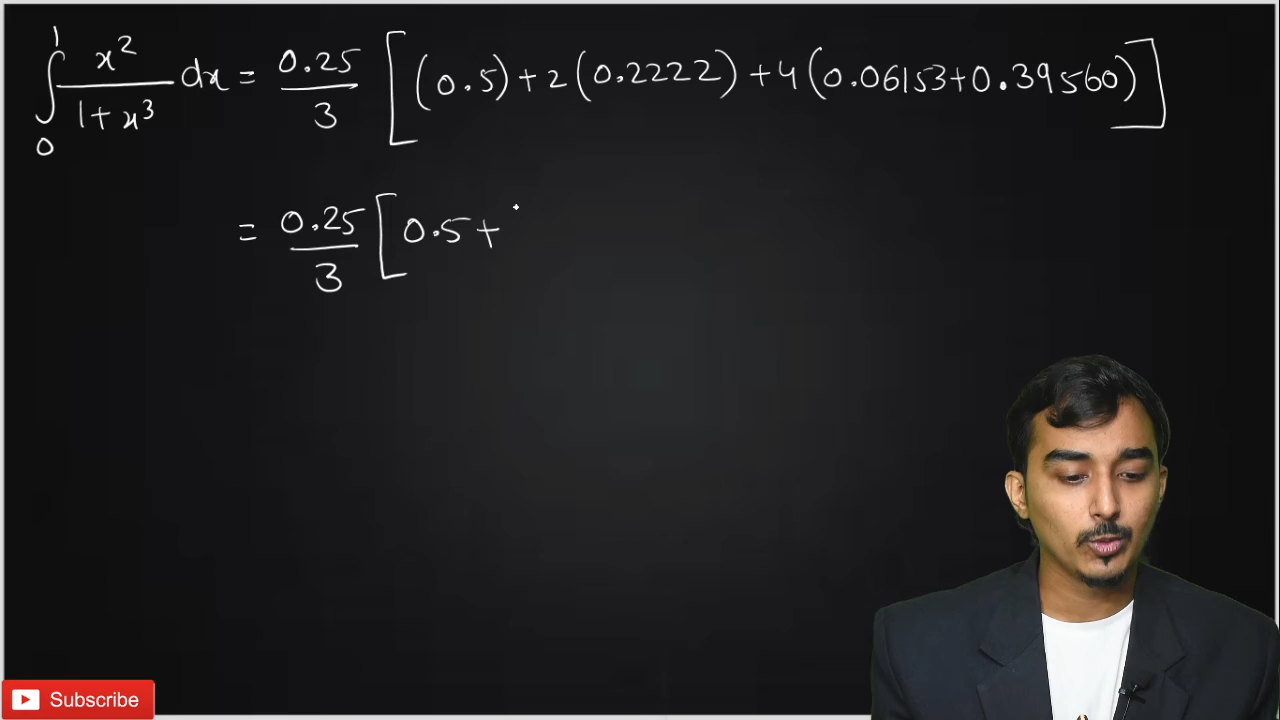 ∫₀¹ x²/(1+x³) dx = 0.25/3 [(0.5)+2(0.2222)+4(0.06153+0.39560)]
= 0.25/3 [0.5+
Subscribe